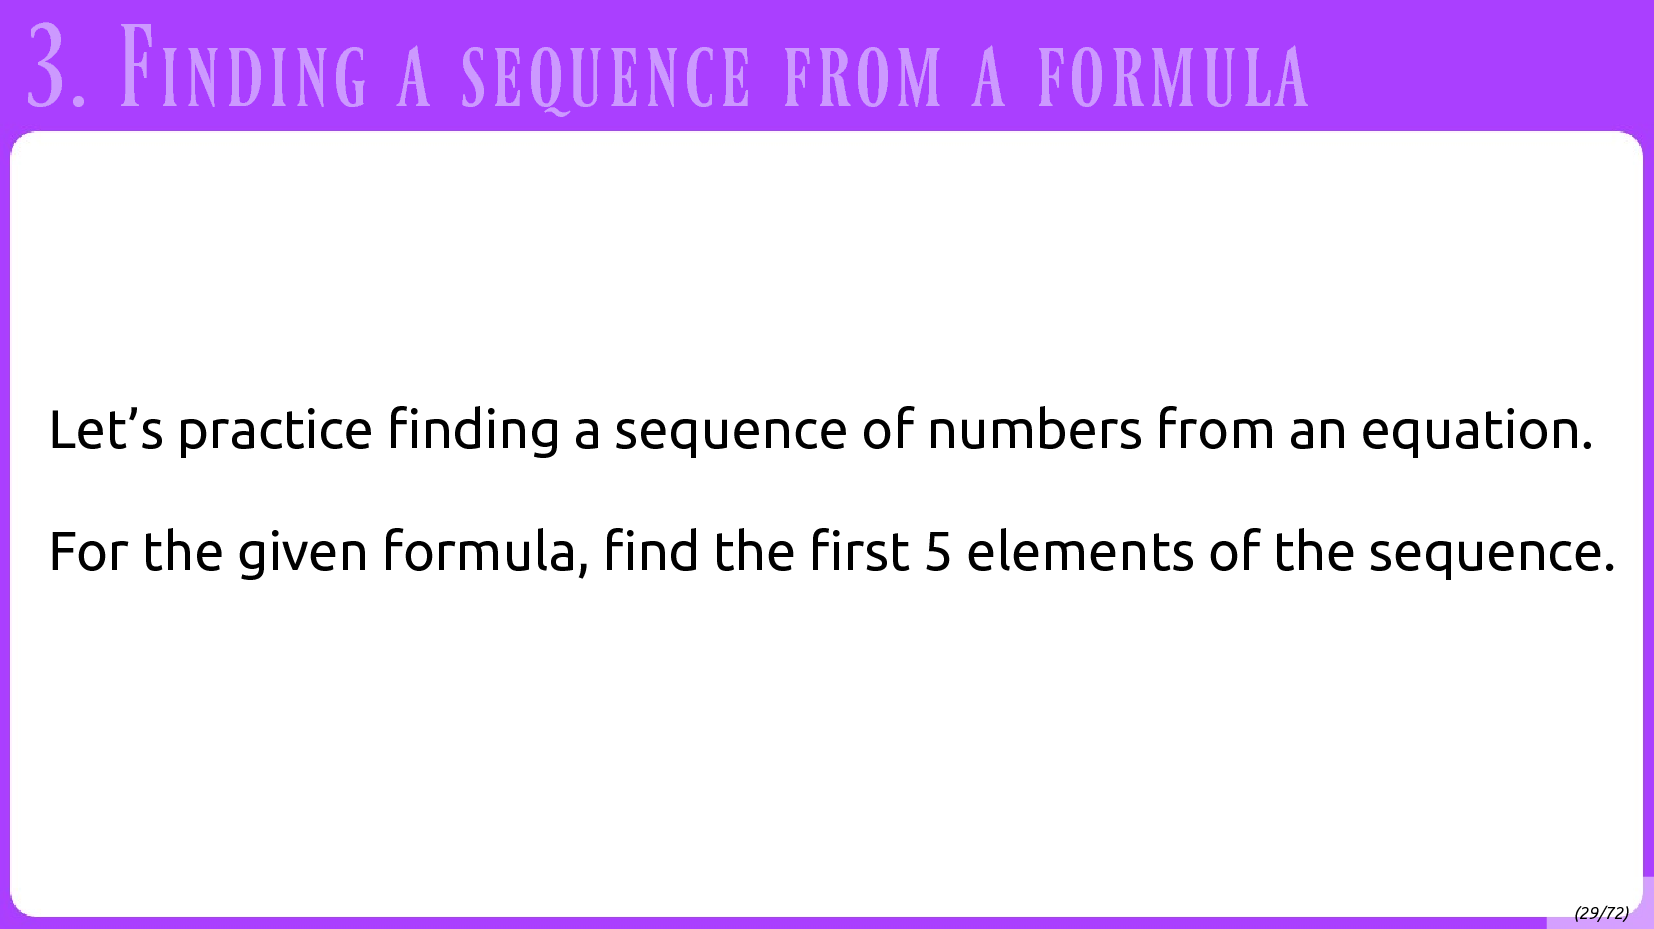 3. Finding a sequence from a formula
Let’s practice finding a sequence of numbers from an equation.
For the given formula, find the first 5 elements of the sequence.
(29/72)